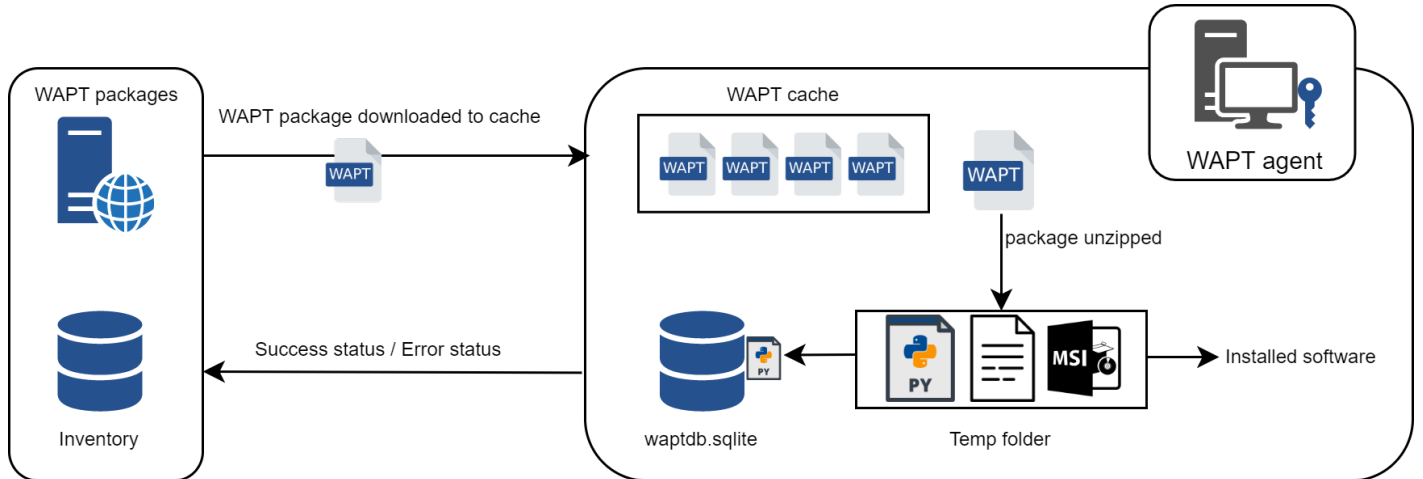 WAPT packages
WAPT package downloaded to cache
WAPT
WAPT cache
WAPT WAPT WAPT WAPT
WAPT
WAPT agent
package unzipped
Success status / Error status
Inventory
PY
waptdb.sqlite
PY
MSI
Temp folder
Installed software